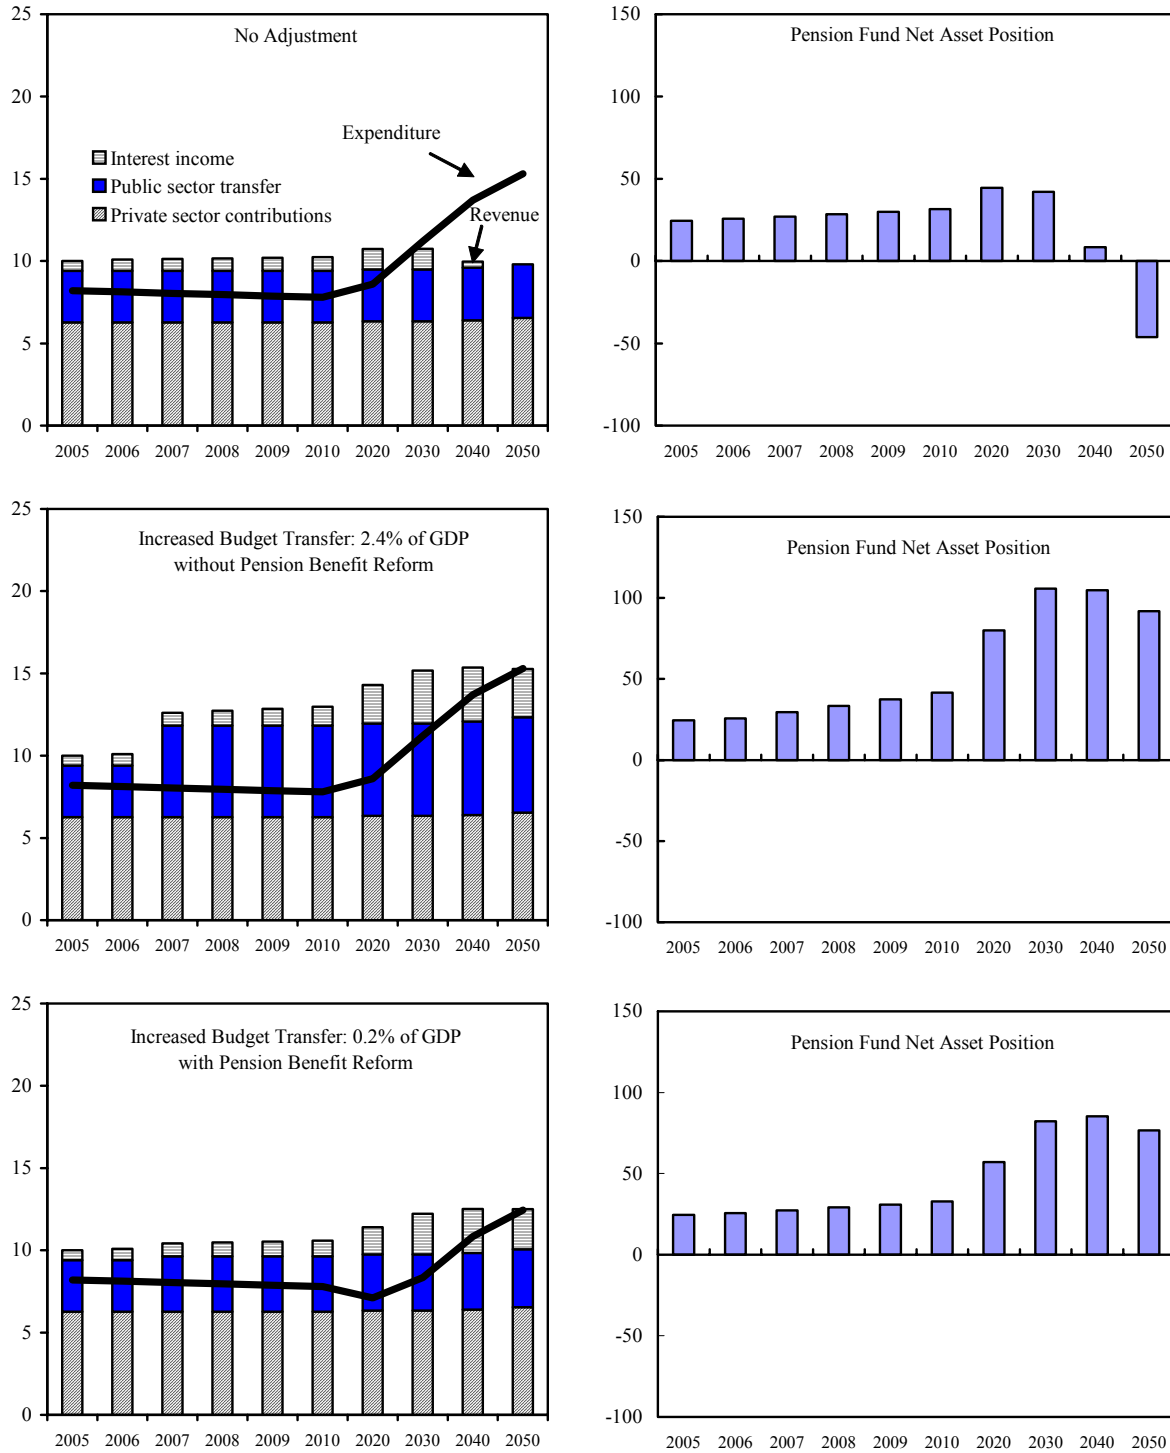 25
20
15
10
5
0
No Adjustment
Expenditure
Interest income
Public sector transfer
Private sector contributions
Revenue
2005 2006 2007 2008 2009 2010 2020 2030 2040 2050
150
100
50
0
-50
-100
Pension Fund Net Asset Position
2005 2006 2007 2008 2009 2010 2020 2030 2040 2050
25
20
15
10
5
0
Increased Budget Transfer: 2.4% of GDP
without Pension Benefit Reform
2005 2006 2007 2008 2009 2010 2020 2030 2040 2050
150
100
50
0
-50
-100
Pension Fund Net Asset Position
2005 2006 2007 2008 2009 2010 2020 2030 2040 2050
25
20
15
10
5
0
Increased Budget Transfer: 0.2% of GDP
with Pension Benefit Reform
2005 2006 2007 2008 2009 2010 2020 2030 2040 2050
150
100
50
0
-50
-100
Pension Fund Net Asset Position
2005 2006 2007 2008 2009 2010 2020 2030 2040 2050